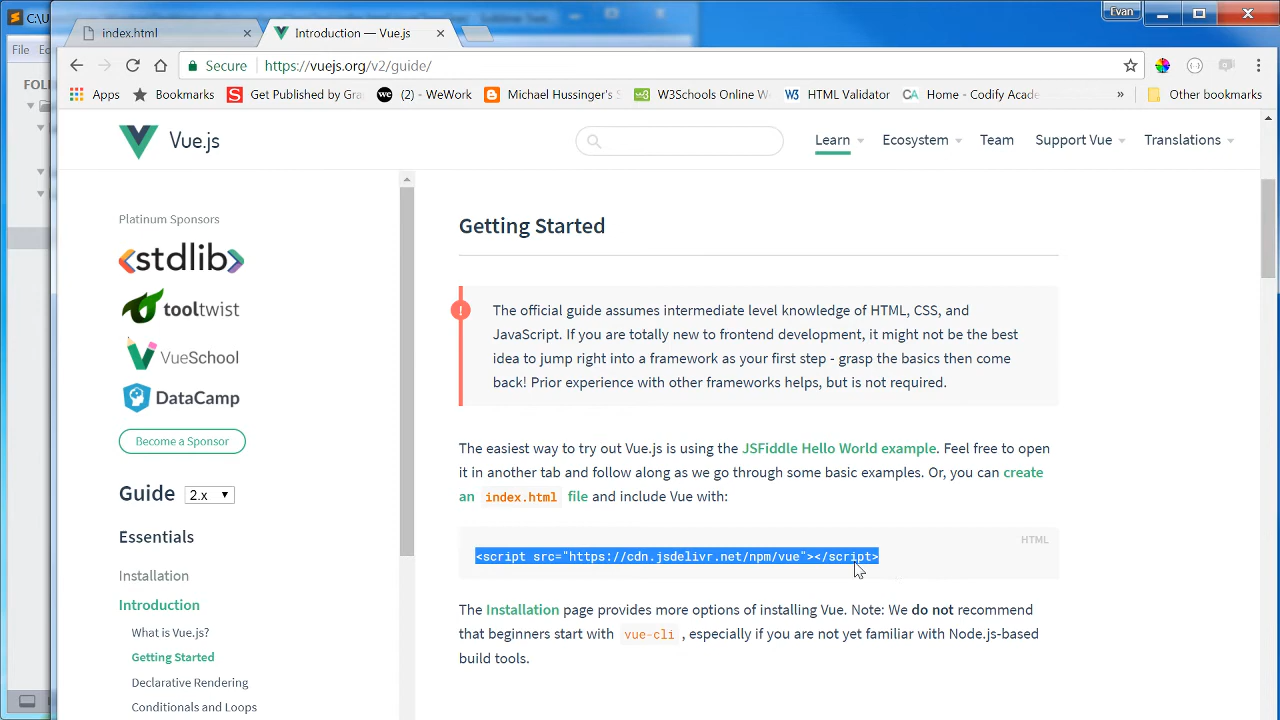 C:\U
Evan
index.html
Introduction — Vue.js
File
Secure
https://vuejs.org/v2/guide/
Apps
Bookmarks
Get Published by Gra
(2) - WeWork
Michael Hussinger's
W3Schools Online W
HTML Validator
Home - Codify Acade
»
Other bookmarks
FOL
Vue.js
Learn
Ecosystem
Team
Support Vue
Translations
Platinum Sponsors
<stdlib>
tooltwist
VueSchool
DataCamp
Become a Sponsor
Guide
2.x
Essentials
Installation
Introduction
What is Vue.js?
Getting Started
Declarative Rendering
Conditionals and Loops
Getting Started
!
The official guide assumes intermediate level knowledge of HTML, CSS, and
JavaScript. If you are totally new to frontend development, it might not be the best
idea to jump right into a framework as your first step - grasp the basics then come
back! Prior experience with other frameworks helps, but is not required.
The easiest way to try out Vue.js is using the JSFiddle Hello World example. Feel free to open
it in another tab and follow along as we go through some basic examples. Or, you can create
an index.html file and include Vue with:
HTML
<script src="https://cdn.jsdelivr.net/npm/vue"></script>
The Installation page provides more options of installing Vue. Note: We do not recommend
that beginners start with vue-cli , especially if you are not yet familiar with Node.js-based
build tools.